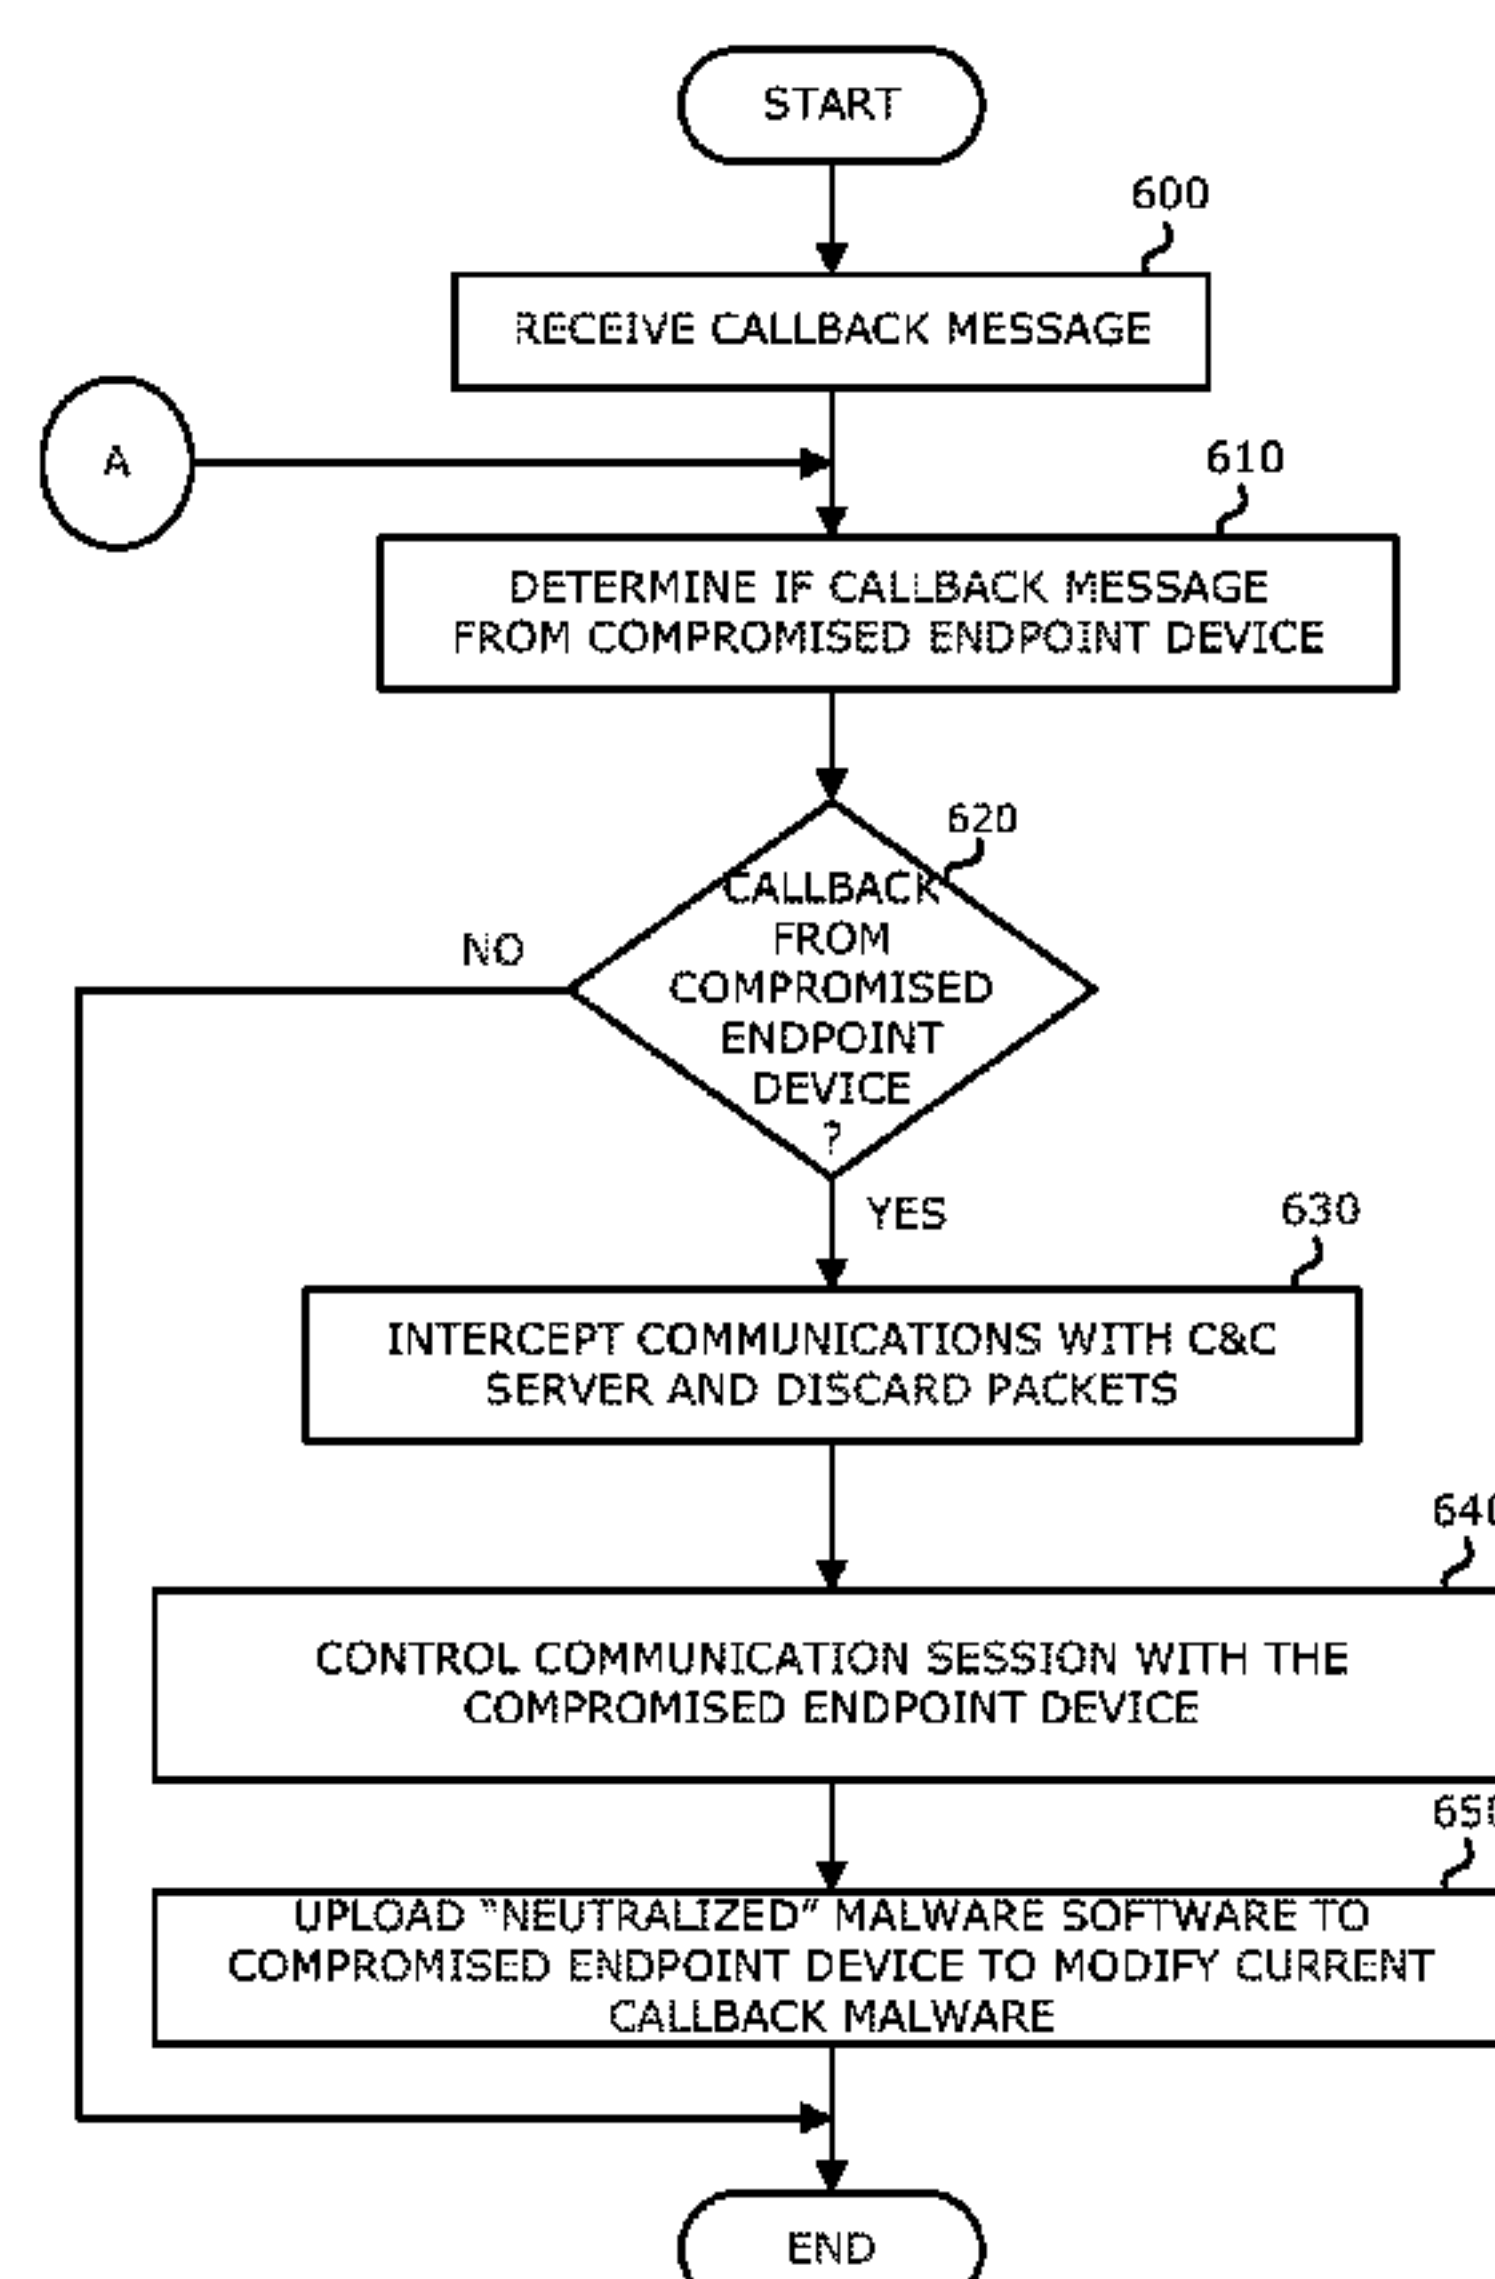 START
600
RECEIVE CALLBACK MESSAGE
A
610
DETERMINE IF CALLBACK MESSAGE
FROM COMPROMISED ENDPOINT DEVICE
620
CALLBACK
FROM
COMPROMISED
ENDPOINT
DEVICE
?
NO
YES
630
INTERCEPT COMMUNICATIONS WITH C&C
SERVER AND DISCARD PACKETS
640
CONTROL COMMUNICATION SESSION WITH THE
COMPROMISED ENDPOINT DEVICE
650
UPLOAD “NEUTRALIZED” MALWARE SOFTWARE TO
COMPROMISED ENDPOINT DEVICE TO MODIFY CURRENT
CALLBACK MALWARE
END